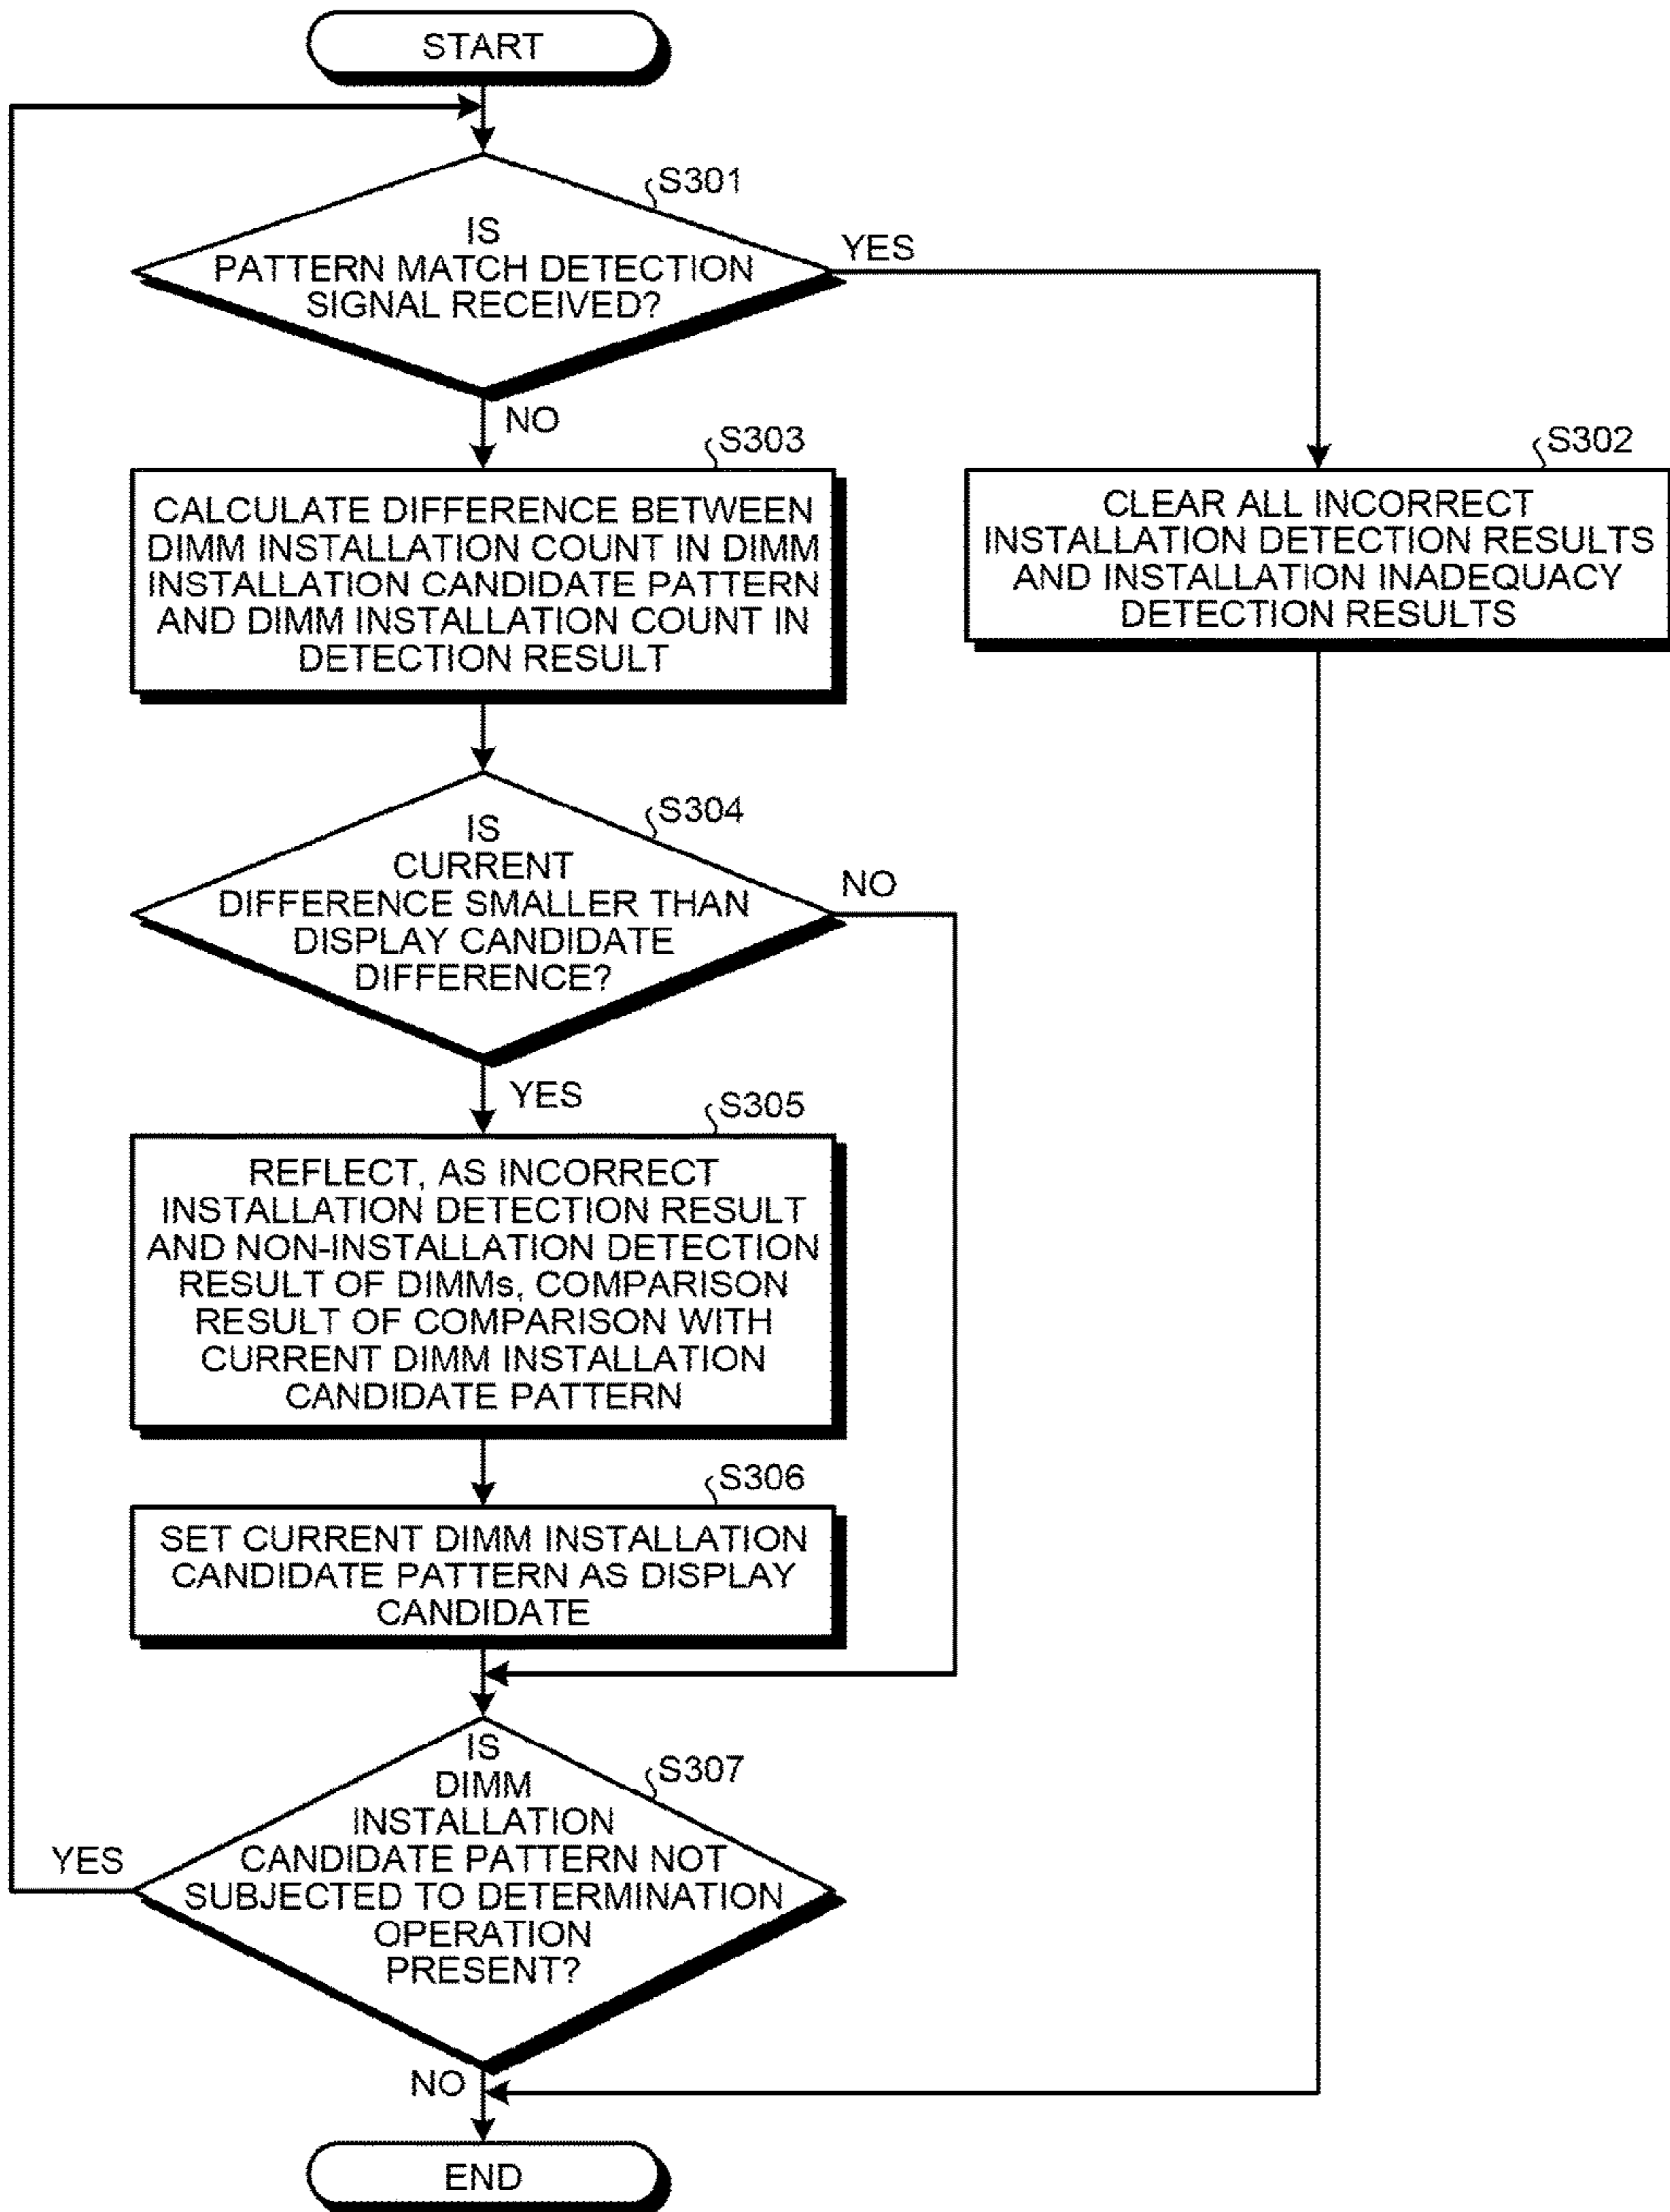 START
S301
IS
PATTERN MATCH DETECTION
SIGNAL RECEIVED?
YES
NO
S303
CALCULATE DIFFERENCE BETWEEN
DIMM INSTALLATION COUNT IN DIMM
INSTALLATION CANDIDATE PATTERN
AND DIMM INSTALLATION COUNT IN
DETECTION RESULT
S302
CLEAR ALL INCORRECT
INSTALLATION DETECTION RESULTS
AND INSTALLATION INADEQUACY
DETECTION RESULTS
S304
IS
CURRENT
DIFFERENCE SMALLER THAN
DISPLAY CANDIDATE
DIFFERENCE?
NO
YES
S305
REFLECT, AS INCORRECT
INSTALLATION DETECTION RESULT
AND NON-INSTALLATION DETECTION
RESULT OF DIMMs, COMPARISON
RESULT OF COMPARISON WITH
CURRENT DIMM INSTALLATION
CANDIDATE PATTERN
S306
SET CURRENT DIMM INSTALLATION
CANDIDATE PATTERN AS DISPLAY
CANDIDATE
S307
IS
DIMM
INSTALLATION
CANDIDATE PATTERN NOT
SUBJECTED TO DETERMINATION
OPERATION
PRESENT?
YES
NO
END